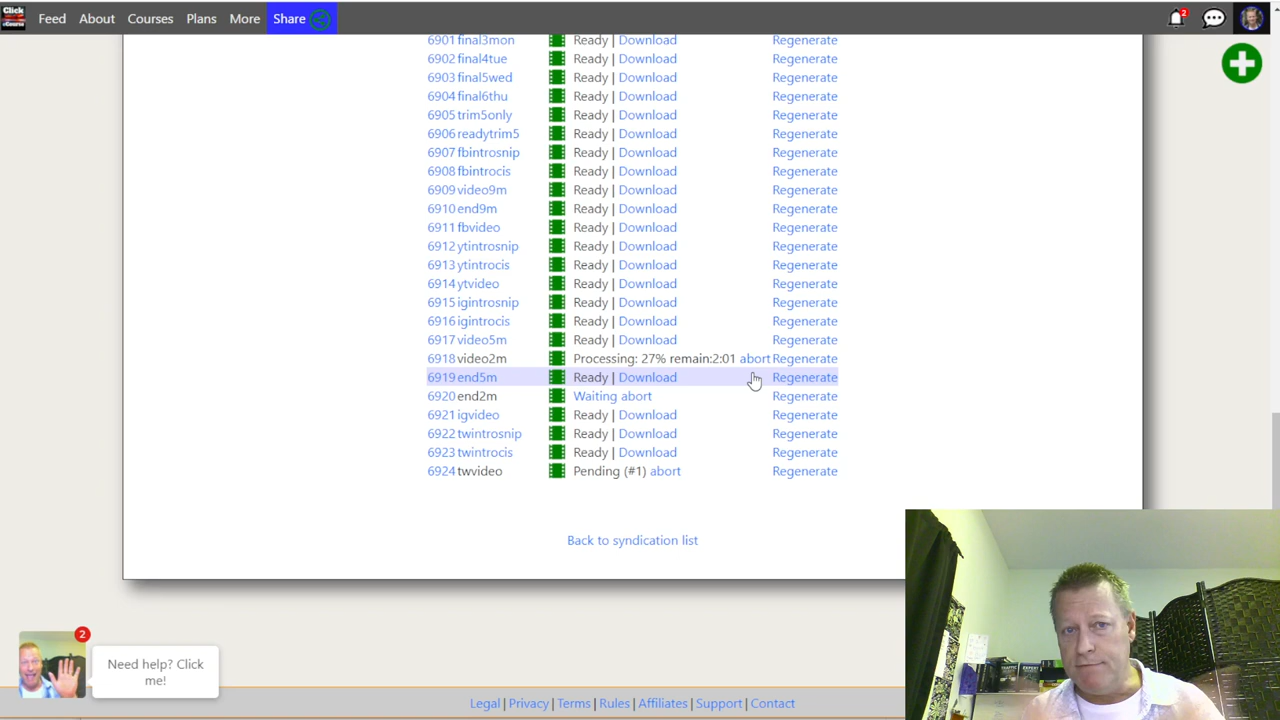 Click
eCourse
Feed About Courses Plans More Share 2
6901 final3mon Ready | Download Regenerate
6902 final4tue Ready | Download Regenerate
6903 final5wed Ready | Download Regenerate
6904 final6thu Ready | Download Regenerate
6905 trim5only Ready | Download Regenerate
6906 readytrim5 Ready | Download Regenerate
6907 fbintrosnip Ready | Download Regenerate
6908 fbintrocis Ready | Download Regenerate
6909 video9m Ready | Download Regenerate
6910 end9m Ready | Download Regenerate
6911 fbvideo Ready | Download Regenerate
6912 ytintrosnip Ready | Download Regenerate
6913 ytintrocis Ready | Download Regenerate
6914 ytvideo Ready | Download Regenerate
6915 igintrosnip Ready | Download Regenerate
6916 igintrocis Ready | Download Regenerate
6917 video5m Ready | Download Regenerate
6918 video2m Processing: 27% remain:2:01 abort Regenerate
6919 end5m Ready | Download Regenerate
6920 end2m Waiting abort Regenerate
6921 igvideo Ready | Download Regenerate
6922 twintrosnip Ready | Download Regenerate
6923 twintrocis Ready | Download Regenerate
6924 twvideo Pending (#1) abort Regenerate
Back to syndication list
2
Need help? Click
me!
Legal | Privacy | Terms | Rules | Affiliates | Support | Contact